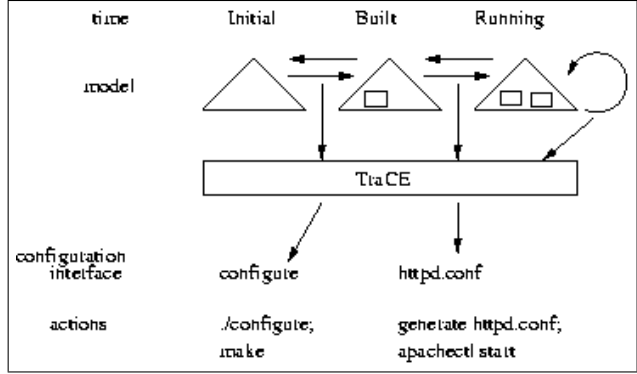 time Initial Built Running
model
TraCE
configuration
interface configure httpd.conf
actions ./configure; generate httpd.conf;
make apachectl start